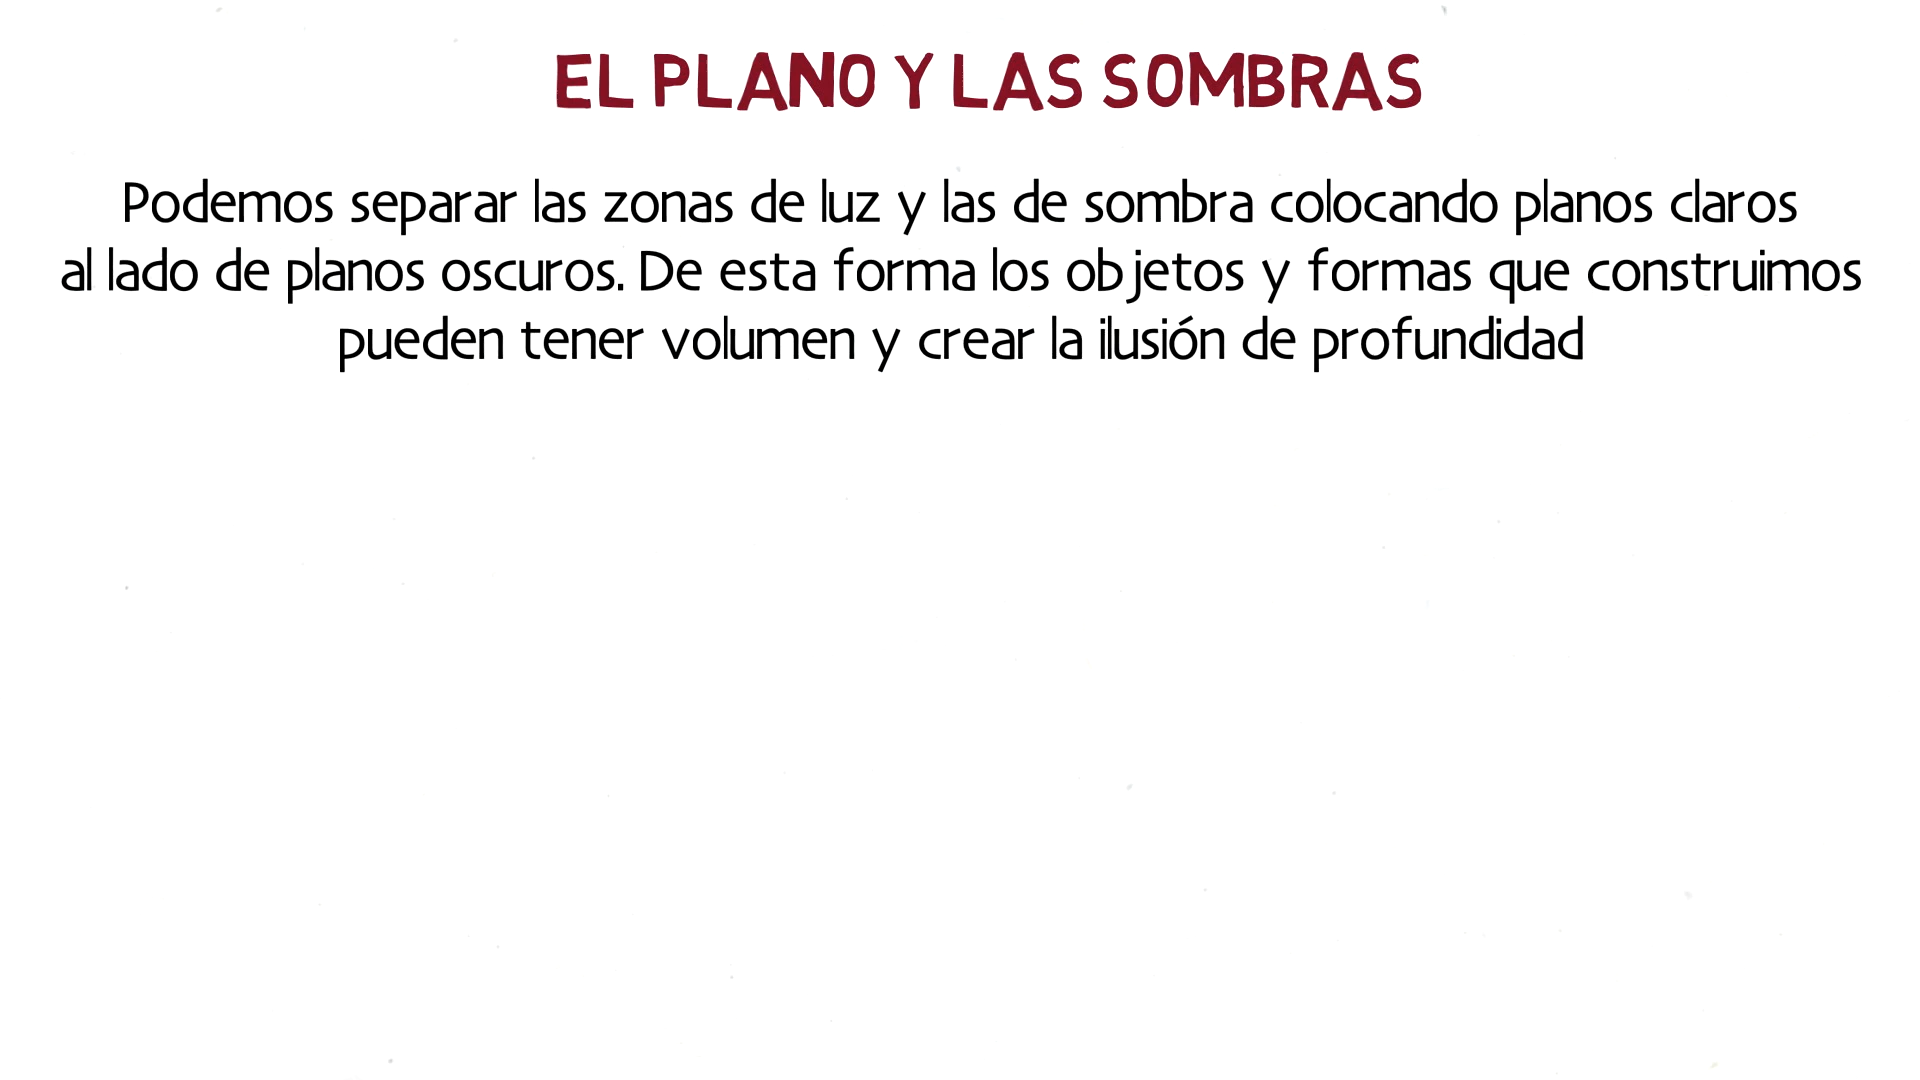 EL PLANO Y LAS SOMBRAS
Podemos separar las zonas de luz y las de sombra colocando planos claros
al lado de planos oscuros. De esta forma los objetos y formas que construimos
pueden tener volumen y crear la ilusión de profundidad